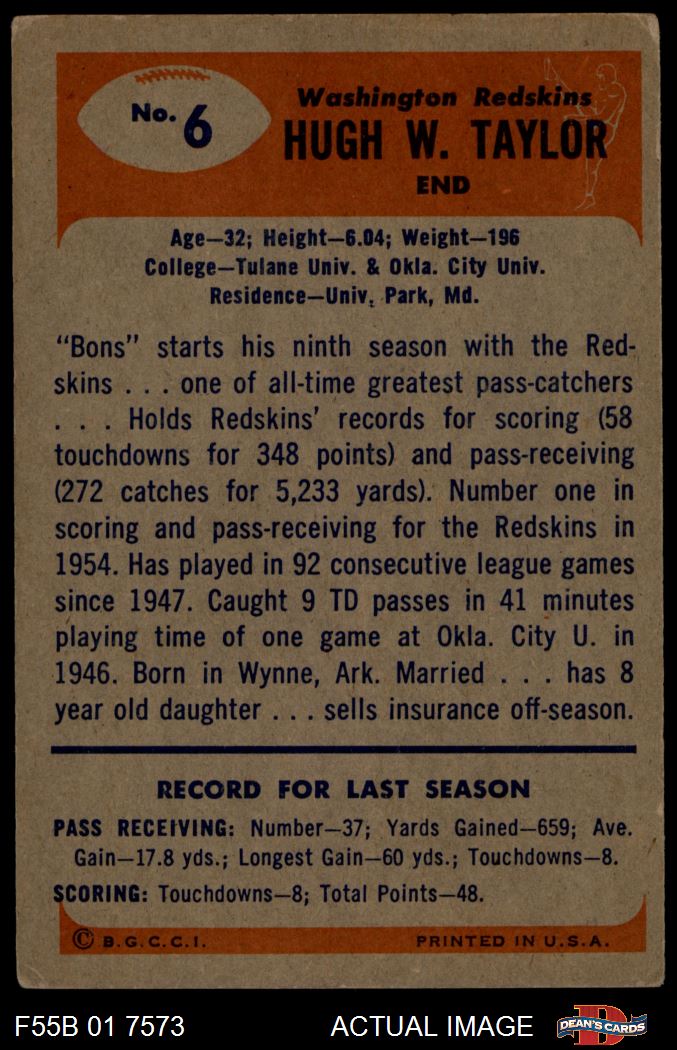 No. 6
Washington Redskins
HUGH W. TAYLOR
END
Age—32; Height—6.04; Weight—196
College—Tulane Univ. & Okla. City Univ.
Residence—Univ. Park, Md.
"Bons" starts his ninth season with the Red-
skins . . . one of all-time greatest pass-catchers
. . . Holds Redskins' records for scoring (58
touchdowns for 348 points) and pass-receiving
(272 catches for 5,233 yards). Number one in
scoring and pass-receiving for the Redskins in
1954. Has played in 92 consecutive league games
since 1947. Caught 9 TD passes in 41 minutes
playing time of one game at Okla. City U. in
1946. Born in Wynne, Ark. Married . . . has 8
year old daughter . . . sells insurance off-season.
RECORD FOR LAST SEASON
PASS RECEIVING: Number—37; Yards Gained—659; Ave.
Gain—17.8 yds.; Longest Gain—60 yds.; Touchdowns—8.
SCORING: Touchdowns—8; Total Points—48.
© B.G.C.C.I.
PRINTED IN U.S.A.
F55B 01 7573
ACTUAL IMAGE
D
DEAN'S CARDS